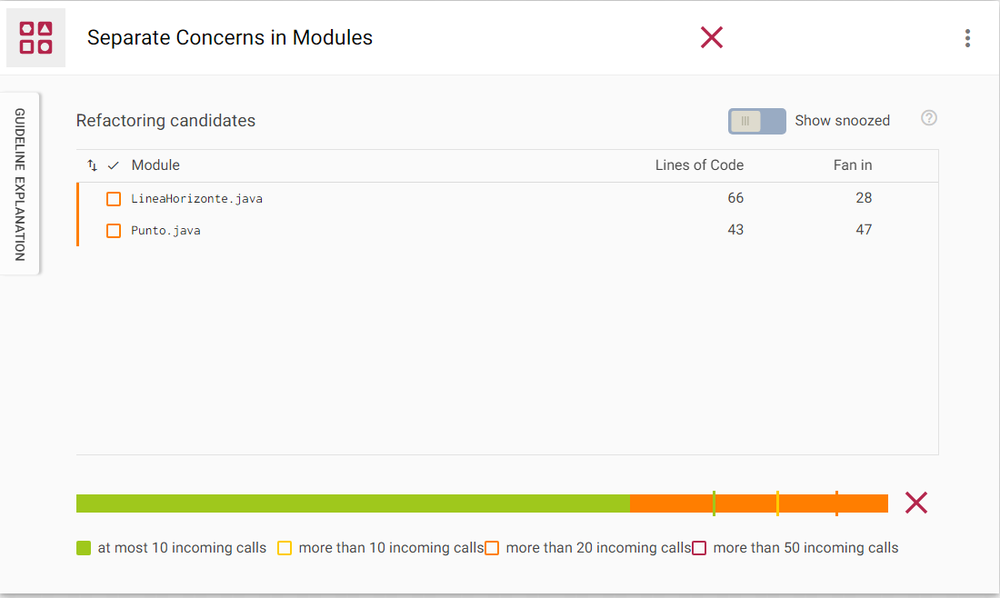 Separate Concerns in Modules
GUIDELINE EXPLANATION
Refactoring candidates
Show snoozed
?
Module Lines of Code Fan in
LineaHorizonte.java 66 28
Punto.java 43 47
at most 10 incoming calls more than 10 incoming calls more than 20 incoming calls more than 50 incoming calls